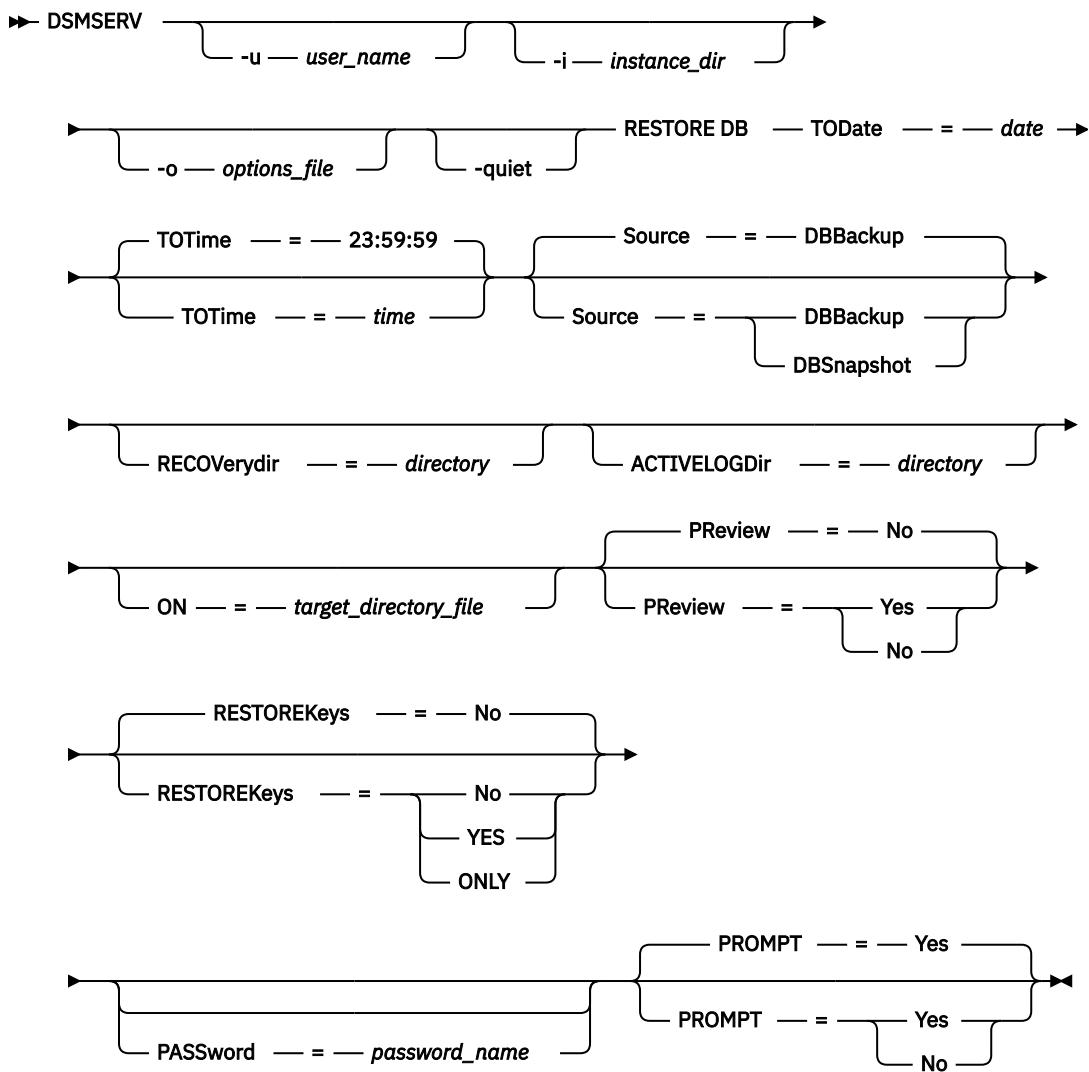 DSMSERV
-u user_name -i instance_dir
RESTORE DB TODate = date
-o options_file -quiet
TOTime = 23:59:59 Source = DBBackup
TOTime = time Source = DBBackup
DBSnapshot
RECOVerydir = directory ACTIVELOGDir = directory
PReview = No
ON = target_directory_file PReview = Yes
No
RESTOREKeys = No
RESTOREKeys = No
YES
ONLY
PROMPT = Yes
PROMPT = Yes
PASSword = password_name
No